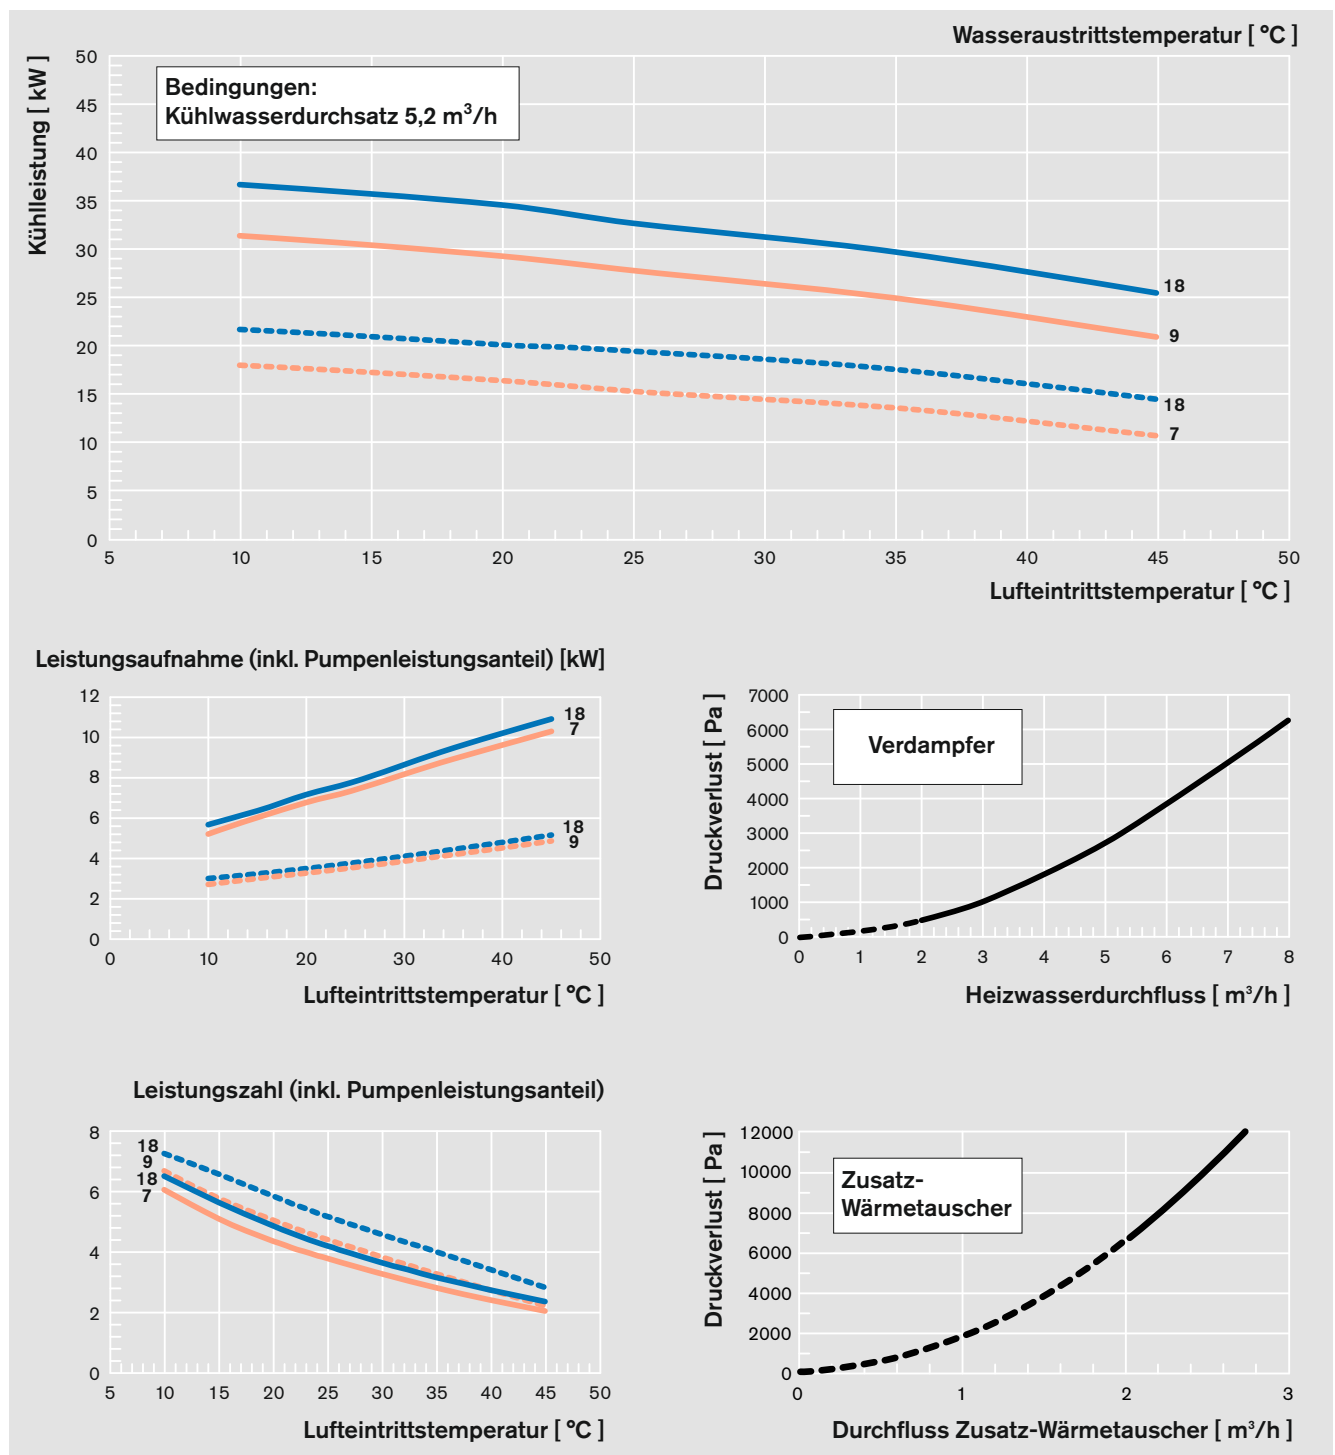 Wasseraustrittstemperatur [ °C ]
Kühlleistung [ kW ]
50
45
40
35
30
25
20
15
10
5
0
Bedingungen:
Kühlwasserdurchsatz 5,2 m³/h
18
9
18
7
5 10 15 20 25 30 35 40 45 50
Lufteintrittstemperatur [ °C ]
Leistungsaufnahme (inkl. Pumpenleistungsanteil) [kW]
12
10
8
6
4
2
0
18
7
18
9
0 10 20 30 40 50
Lufteintrittstemperatur [ °C ]
Druckverlust [ Pa ]
7000
6000
5000
4000
3000
2000
1000
0
Verdampfer
0 1 2 3 4 5 6 7 8
Heizwasserdurchfluss [ m³/h ]
Leistungszahl (inkl. Pumpenleistungsanteil)
8
6
4
2
0
18
9
18
7
5 10 15 20 25 30 35 40 45 50
Lufteintrittstemperatur [ °C ]
Druckverlust [ Pa ]
12000
10000
8000
6000
4000
2000
0
Zusatz-
Wärmetauscher
0 1 2 3
Durchfluss Zusatz-Wärmetauscher [ m³/h ]